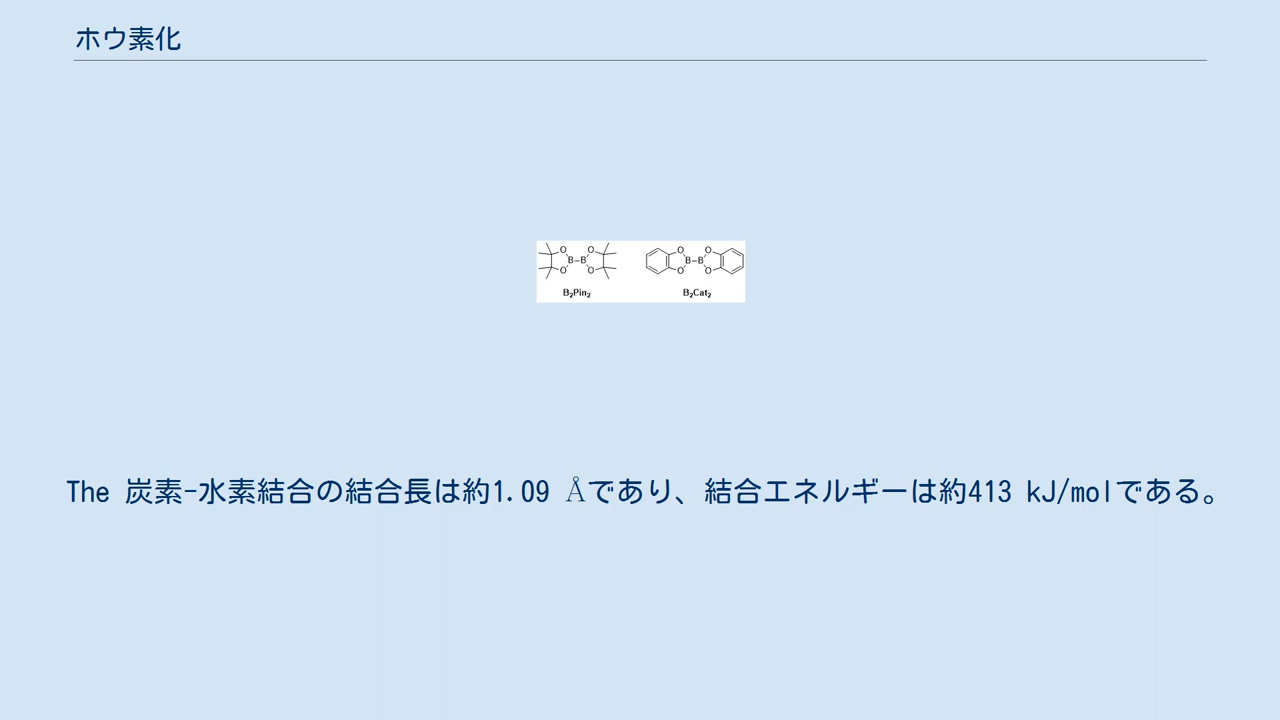 ホウ素化
O O O O
B–B B–B
O O O O
B₂Pin₂ B₂Cat₂
The 炭素-水素結合の結合長は約1.09 Åであり、結合エネルギーは約413 kJ/molである。